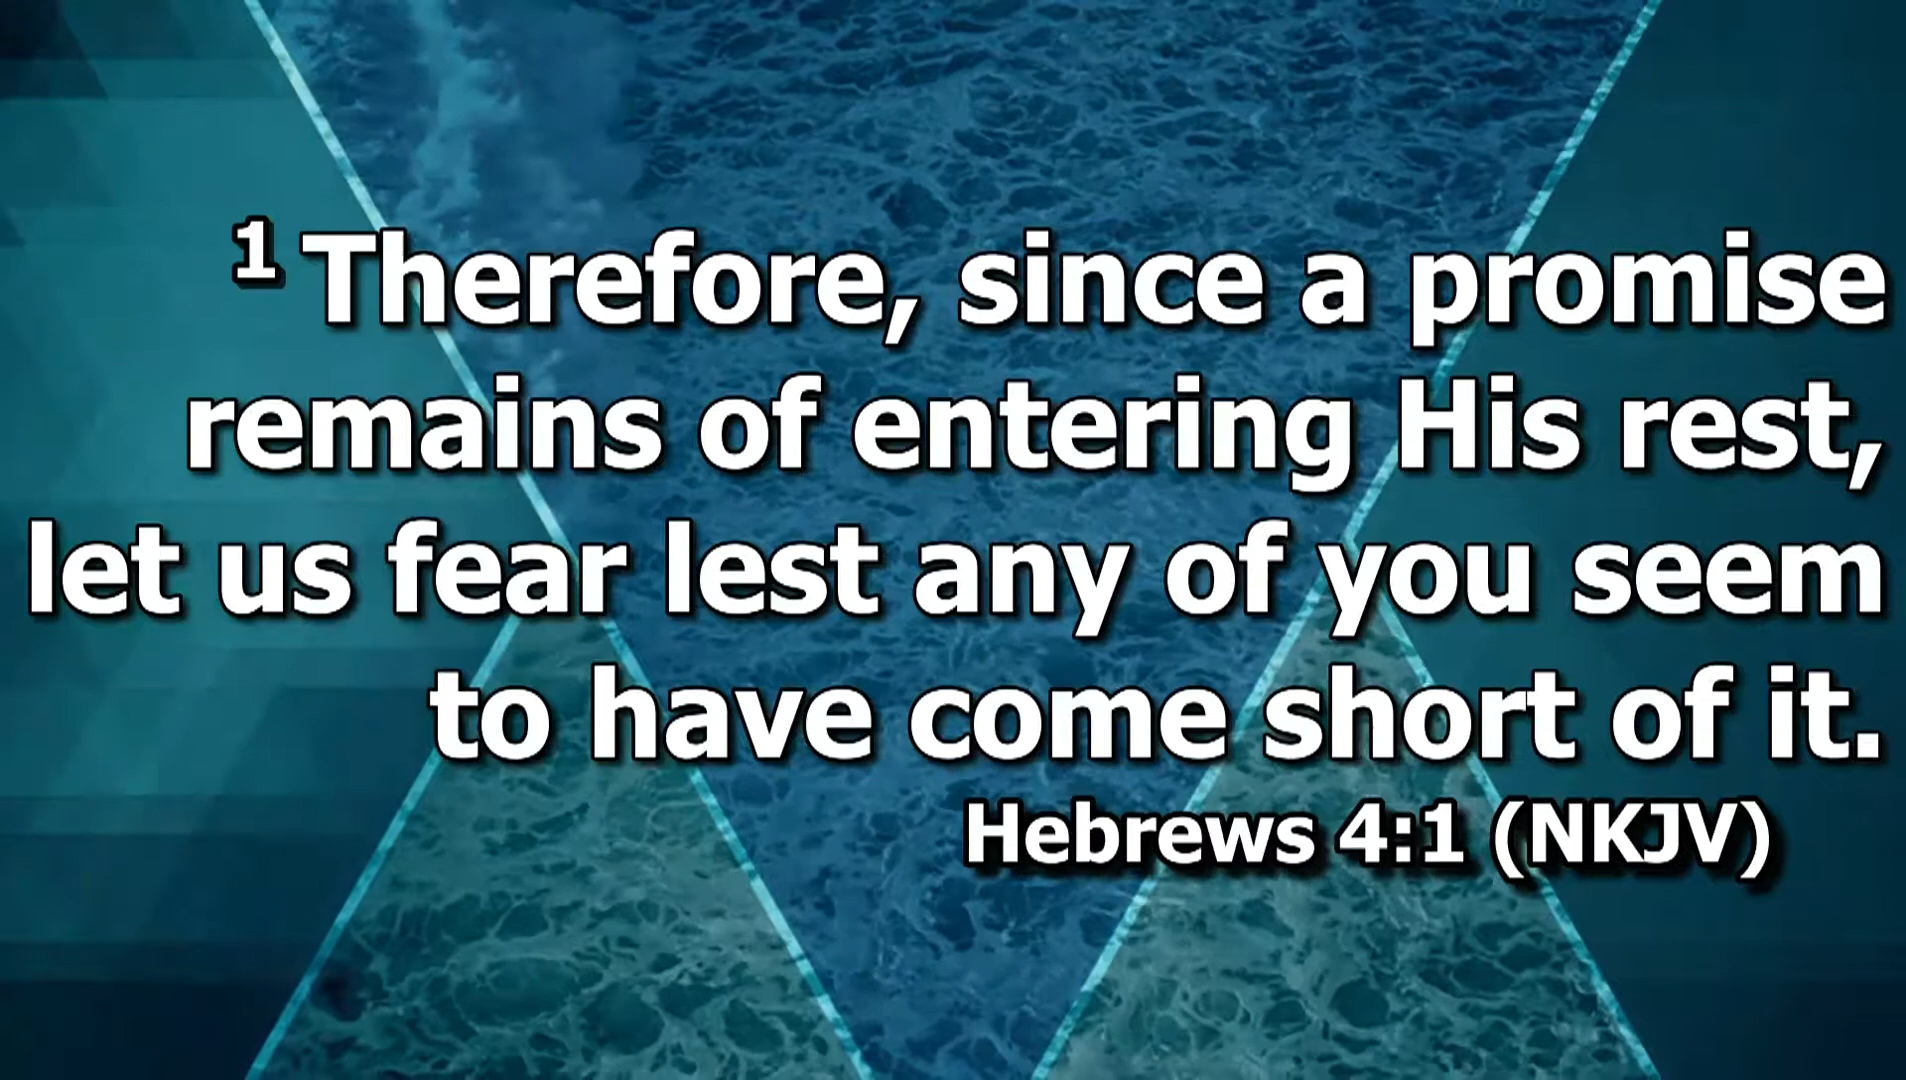 1 Therefore, since a promise
remains of entering His rest,
let us fear lest any of you seem
to have come short of it.
Hebrews 4:1 (NKJV)